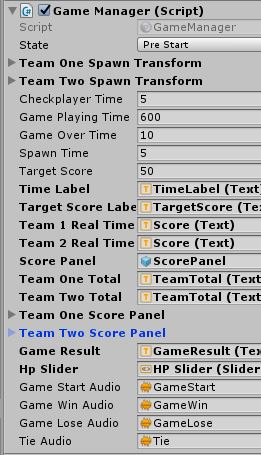 Game Manager (Script)
Script GameManager
State Pre Start
Team One Spawn Transform
Team Two Spawn Transform
Checkplayer Time 5
Game Playing Time 600
Game Over Time 10
Spawn Time 5
Target Score 50
Time Label TimeLabel (Text)
Target Score Labe TargetScore (Text)
Team 1 Real Time Score (Text)
Team 2 Real Time Score (Text)
Score Panel ScorePanel
Team One Total TeamTotal (Text)
Team Two Total TeamTotal (Text)
Team One Score Panel
Team Two Score Panel
Game Result GameResult (Tex
Hp Slider HP Slider (Slider
Game Start Audio GameStart
Game Win Audio GameWin
Game Lose Audio GameLose
Tie Audio Tie